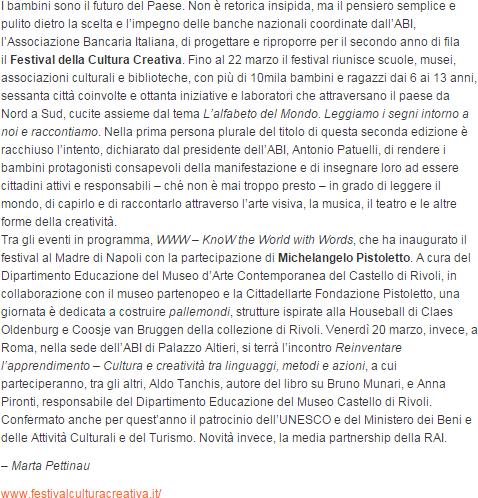 I bambini sono il futuro del Paese. Non è retorica insipida, ma il pensiero semplice e
pulito dietro la scelta e l'impegno delle banche nazionali coordinate dall'ABI,
l'Associazione Bancaria Italiana, di progettare e riproporre per il secondo anno di fila
il Festival della Cultura Creativa. Fino al 22 marzo il festival riunisce scuole, musei,
associazioni culturali e biblioteche, con più di 10mila bambini e ragazzi dai 6 ai 13 anni,
sessanta città coinvolte e ottanta iniziative e laboratori che attraversano il paese da
Nord a Sud, cucite assieme dal tema L'alfabeto del Mondo. Leggiamo i segni intorno a
noi e raccontiamo. Nella prima persona plurale del titolo di questa seconda edizione è
racchiuso l'intento, dichiarato dal presidente dell'ABI, Antonio Patuelli, di rendere i
bambini protagonisti consapevoli della manifestazione e di insegnare loro ad essere
cittadini attivi e responsabili – ché non è mai troppo presto – in grado di leggere il
mondo, di capirlo e di raccontarlo attraverso l'arte visiva, la musica, il teatro e le altre
forme della creatività.
Tra gli eventi in programma, WWW – KnoW the World with Words, che ha inaugurato il
festival al Madre di Napoli con la partecipazione di Michelangelo Pistoletto. A cura del
Dipartimento Educazione del Museo d'Arte Contemporanea del Castello di Rivoli, in
collaborazione con il museo partenopeo e la Cittadellarte Fondazione Pistoletto, una
giornata è dedicata a costruire pallemondi, strutture ispirate alla Houseball di Claes
Oldenburg e Coosje van Bruggen della collezione di Rivoli. Venerdì 20 marzo, invece, a
Roma, nella sede dell'ABI di Palazzo Altieri, si terrà l'incontro Reinventare
l'apprendimento – Cultura e creatività tra linguaggi, metodi e azioni, a cui
parteciperanno, tra gli altri, Aldo Tanchis, autore del libro su Bruno Munari, e Anna
Pironti, responsabile del Dipartimento Educazione del Museo Castello di Rivoli.
Confermato anche per quest'anno il patrocinio dell'UNESCO e del Ministero dei Beni e
delle Attività Culturali e del Turismo. Novità invece, la media partnership della RAI.
– Marta Pettinau
www.festivalculturacreativa.it/